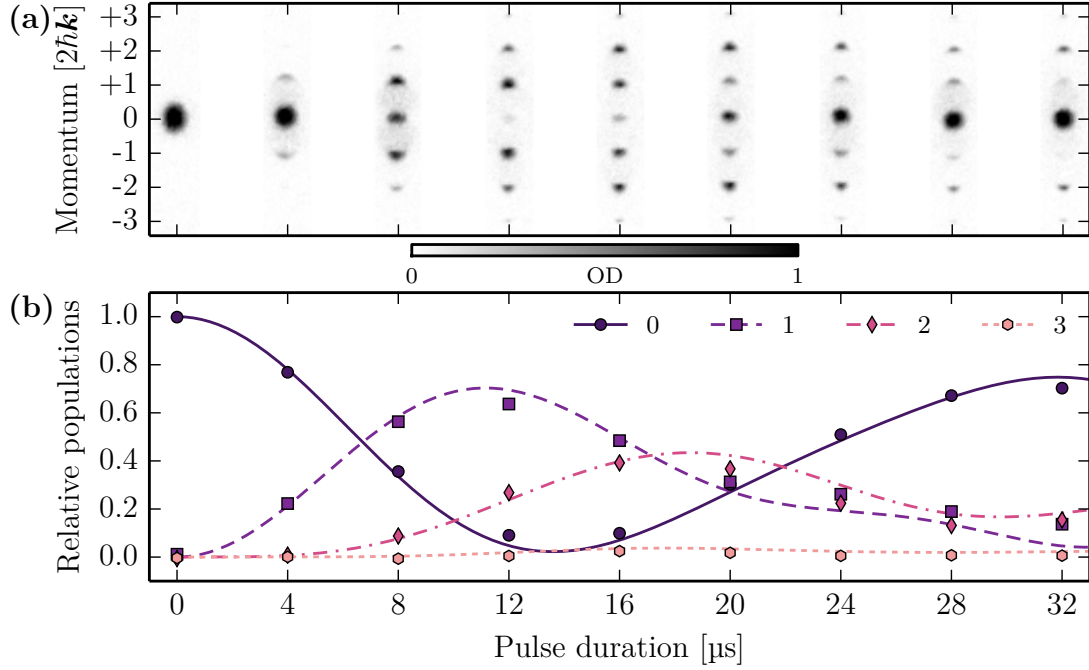 (a)
Momentum [2ħk]
+3
+2
+1
0
-1
-2
-3
0 OD 1
(b)
Relative populations
1.0
0.8
0.6
0.4
0.2
0.0
0 1 2 3
0 4 8 12 16 20 24 28 32
Pulse duration [µs]